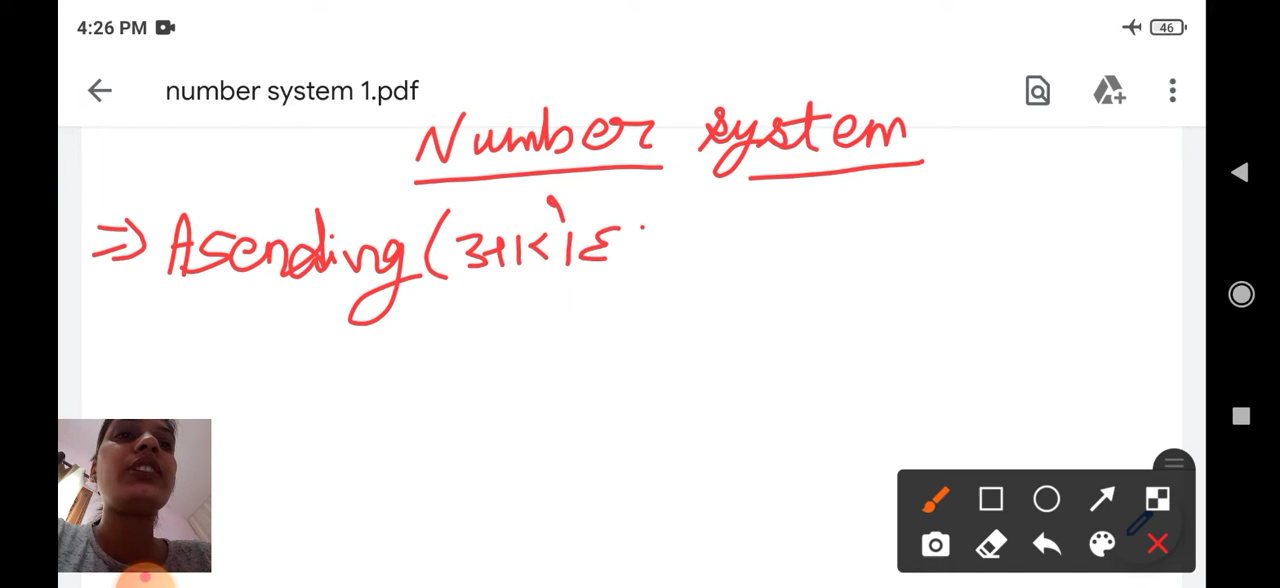 4:26 PM 46
number system 1.pdf
Number system
⇒ Asending (आरो